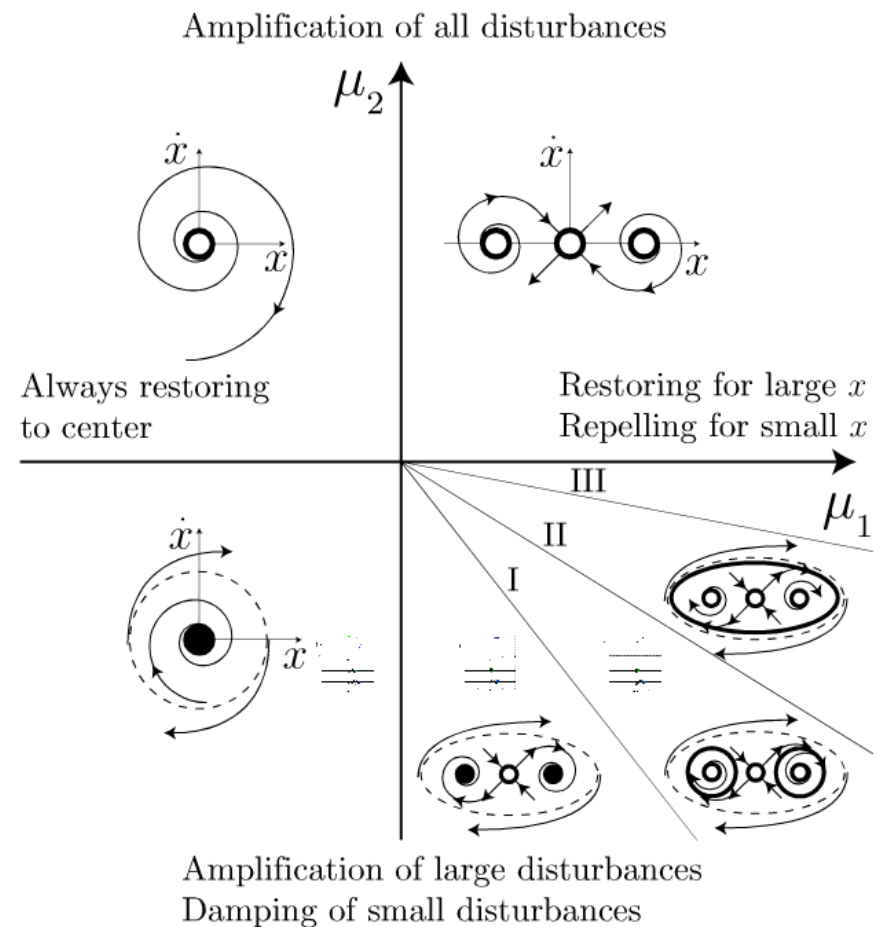 Amplification of all disturbances
μ₂
ẋ
x
ẋ
x
Always restoring
to center
Restoring for large x
Repelling for small x
III
μ₁
II
I
ẋ
x
Amplification of large disturbances
Damping of small disturbances